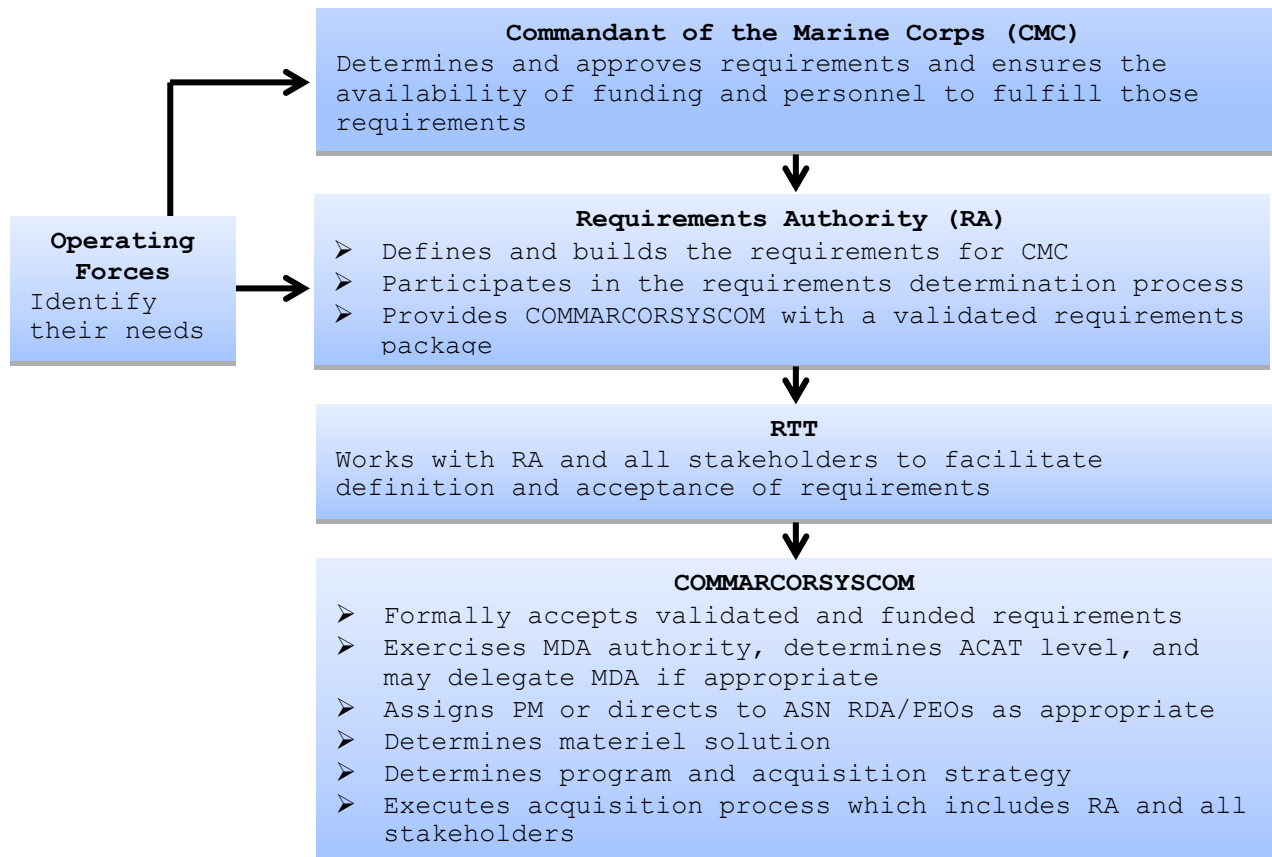 Commandant of the Marine Corps (CMC)
Determines and approves requirements and ensures the
availability of funding and personnel to fulfill those
requirements
Operating
Forces
Identify
their needs
Requirements Authority (RA)
➢ Defines and builds the requirements for CMC
➢ Participates in the requirements determination process
➢ Provides COMMARCORSYSCOM with a validated requirements
package
RTT
Works with RA and all stakeholders to facilitate
definition and acceptance of requirements
COMMARCORSYSCOM
➢ Formally accepts validated and funded requirements
➢ Exercises MDA authority, determines ACAT level, and
may delegate MDA if appropriate
➢ Assigns PM or directs to ASN RDA/PEOs as appropriate
➢ Determines materiel solution
➢ Determines program and acquisition strategy
➢ Executes acquisition process which includes RA and all
stakeholders